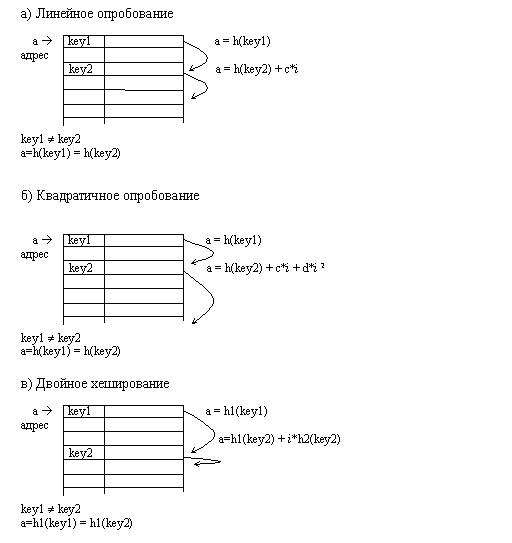 а) Линейное опробование
a → key1 a = h(key1)
адрес
key2 a = h(key2) + c*i
key1 ≠ key2
a=h(key1) = h(key2)
б) Квадратичное опробование
a → key1 a = h(key1)
адрес
key2 a = h(key2) + c*i + d*i ²
key1 ≠ key2
a=h(key1) = h(key2)
в) Двойное хеширование
a → key1 a = h1(key1)
адрес
a=h1(key2) + i*h2(key2)
key2
key1 ≠ key2
a=h1(key1) = h1(key2)